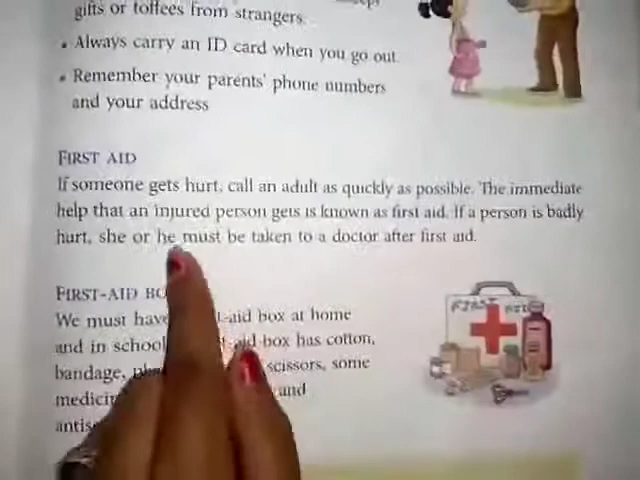 gifts or toffees from strangers.
• Always carry an ID card when you go out.
• Remember your parents' phone numbers
and your address
FIRST AID
If someone gets hurt, call an adult as quickly as possible. The immediate
help that an injured person gets is known as first aid. If a person is badly
hurt, she or he must be taken to a doctor after first aid.
FIRST-AID BO
We must have -aid box at home
and in school aid box has cotton,
bandage, scissors, some
medicin and
antis
FIRST AID